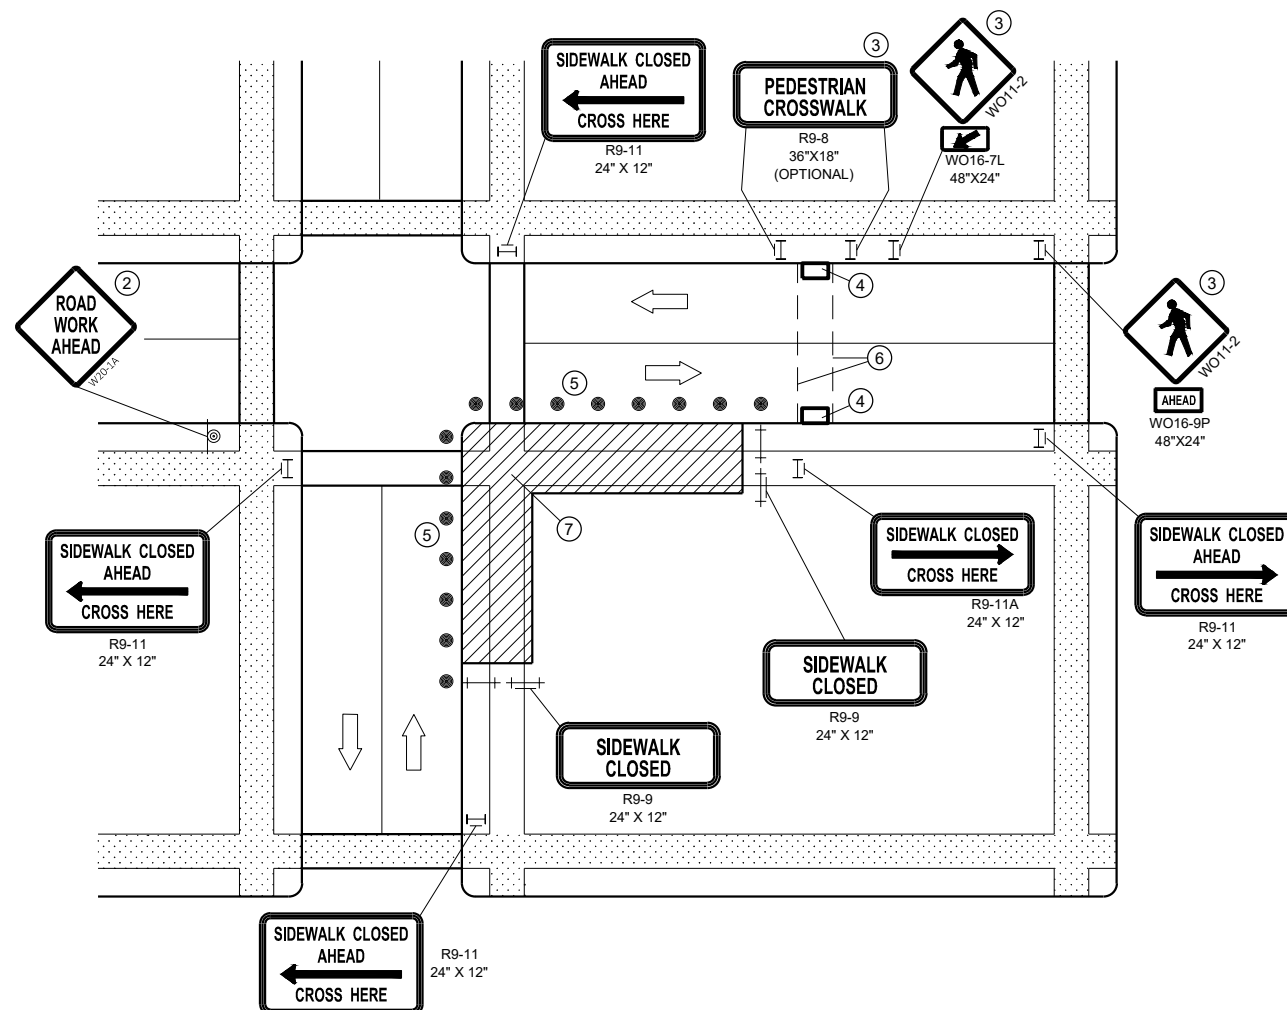 SIDEWALK CLOSED
AHEAD
CROSS HERE
R9-11
24" X 12"
3
PEDESTRIAN
CROSSWALK
R9-8
36"X18"
(OPTIONAL)
3
WO11-2
WO16-7L
48"X24"
2
ROAD
WORK
AHEAD
W20-1A
4
3
WO11-2
AHEAD
WO16-9P
48"X24"
6
5
4
SIDEWALK CLOSED
AHEAD
CROSS HERE
R9-11
24" X 12"
5
7
SIDEWALK CLOSED
CROSS HERE
R9-11A
24" X 12"
SIDEWALK CLOSED
AHEAD
CROSS HERE
R9-11
24" X 12"
SIDEWALK
CLOSED
R9-9
24" X 12"
SIDEWALK
CLOSED
R9-9
24" X 12"
SIDEWALK CLOSED
AHEAD
CROSS HERE
R9-11
24" X 12"